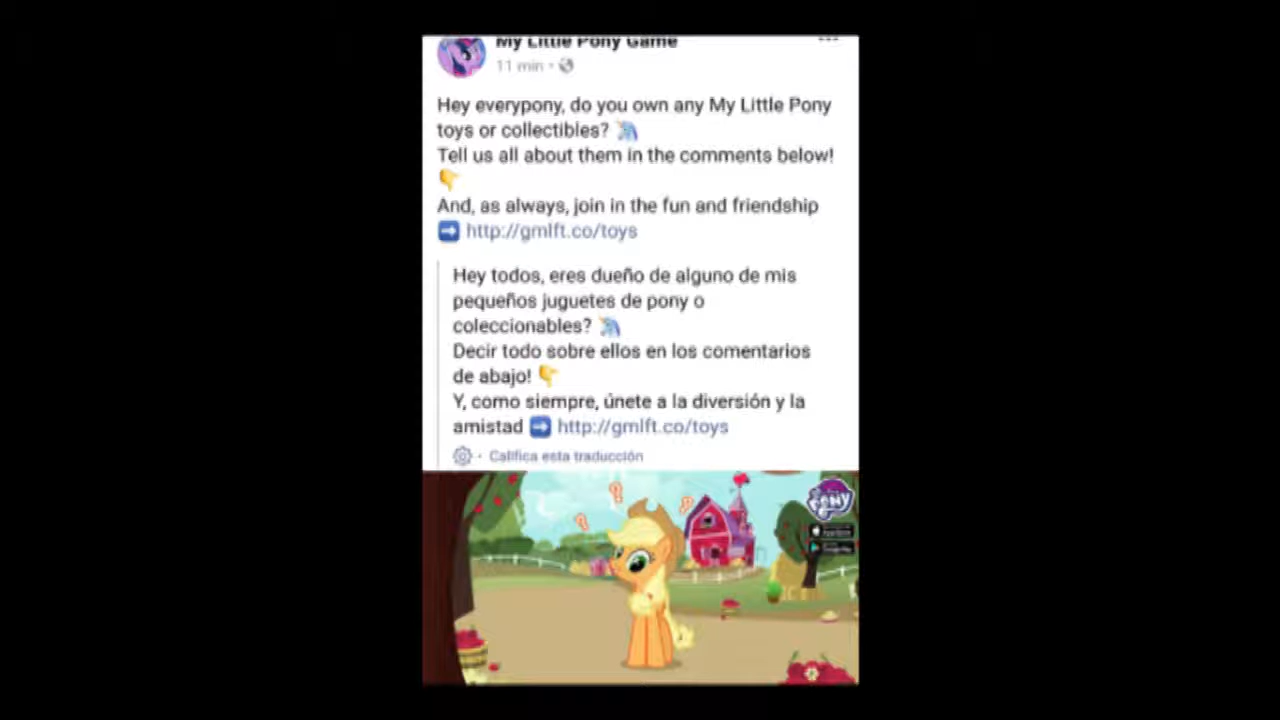 My Little Pony Game
11 min
Hey everypony, do you own any My Little Pony
toys or collectibles? 🦄
Tell us all about them in the comments below!
👇
And, as always, join in the fun and friendship
➡️ http://gmlft.co/toys
Hey todos, eres dueño de alguno de mis
pequeños juguetes de pony o
coleccionables? 🦄
Decir todo sobre ellos en los comentarios
de abajo! 👇
Y, como siempre, únete a la diversión y la
amistad ➡️ http://gmlft.co/toys
· Califica esta traducción
? ? ?
PONY